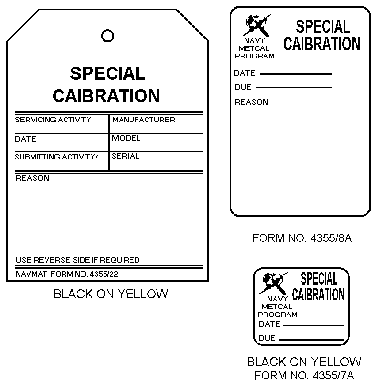 SPECIAL
CAIBRATION
SERVICING ACTIVITY MANUFACTURER
DATE MODEL
SUBMITTING ACTIVITY SERIAL
REASON
USE REVERSE SIDE IF REQUIRED
NAVMAT FORM NO. 4355/22
BLACK ON YELLOW
NAVY
METCAL
PROGRAM
SPECIAL
CAIBRATION
DATE
DUE
REASON
FORM NO. 4355/8A
NAVY
METCAL
PROGRAM
SPECIAL
CAIBRATION
DATE
DUE
BLACK ON YELLOW
FORM NO. 4355/7A